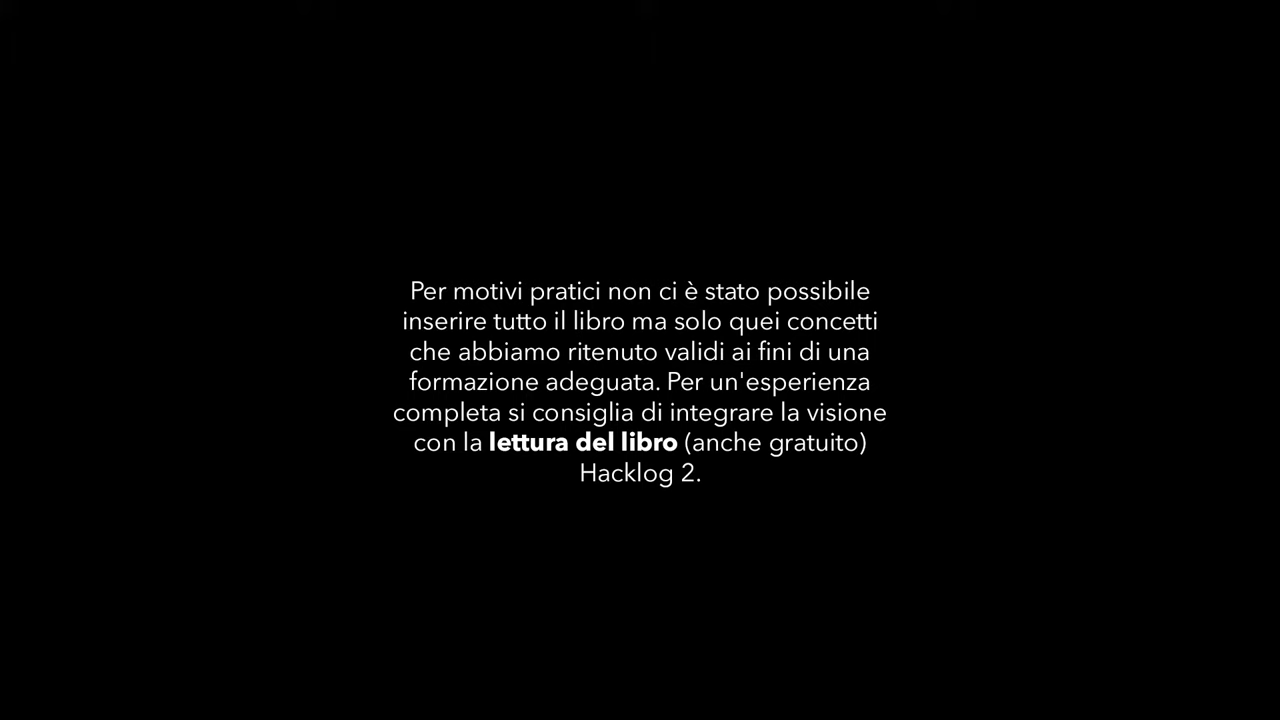 Per motivi pratici non ci è stato possibile
inserire tutto il libro ma solo quei concetti
che abbiamo ritenuto validi ai fini di una
formazione adeguata. Per un'esperienza
completa si consiglia di integrare la visione
con la lettura del libro (anche gratuito)
Hacklog 2.